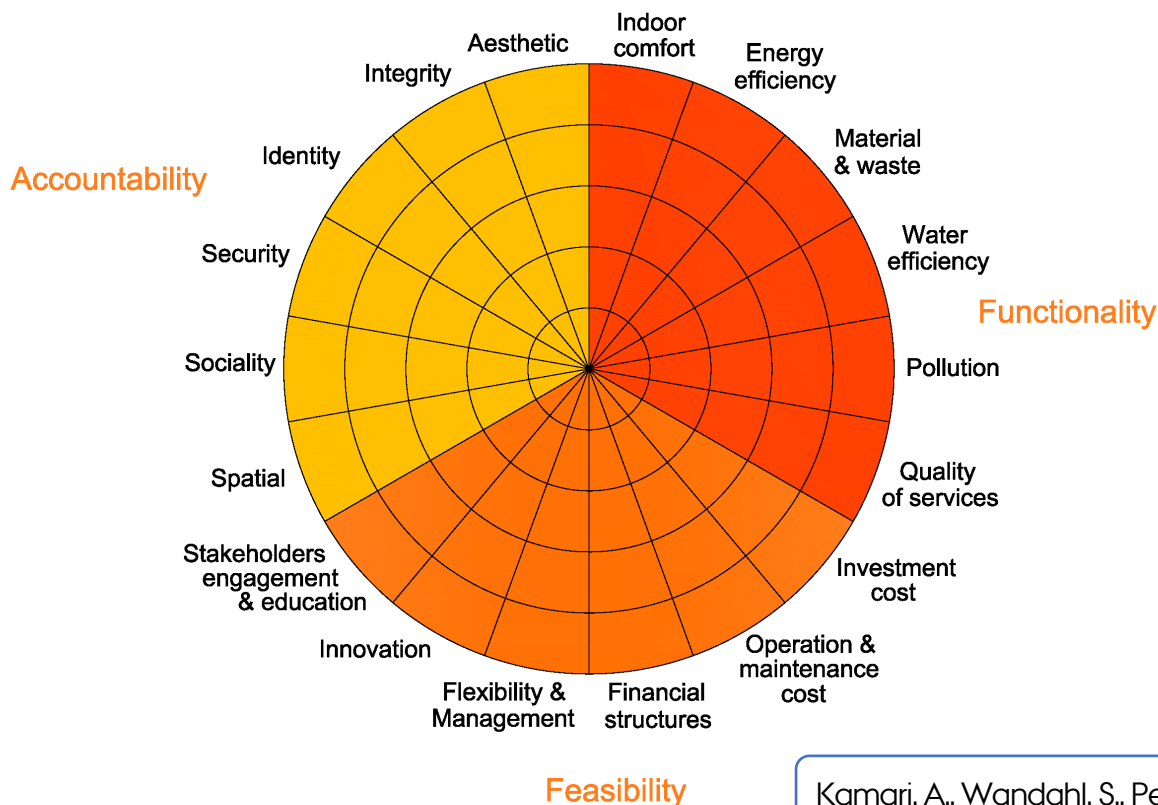 Indoor
comfort
Energy
efficiency
Material
& waste
Water
efficiency
Functionality
Pollution
Quality
of services
Investment
cost
Operation &
maintenance
cost
Financial
structures
Flexibility &
Management
Innovation
Stakeholders
engagement
& education
Spatial
Sociality
Security
Accountability
Identity
Integrity
Aesthetic
Feasibility
Kamari, A., Wandahl, S., Pe